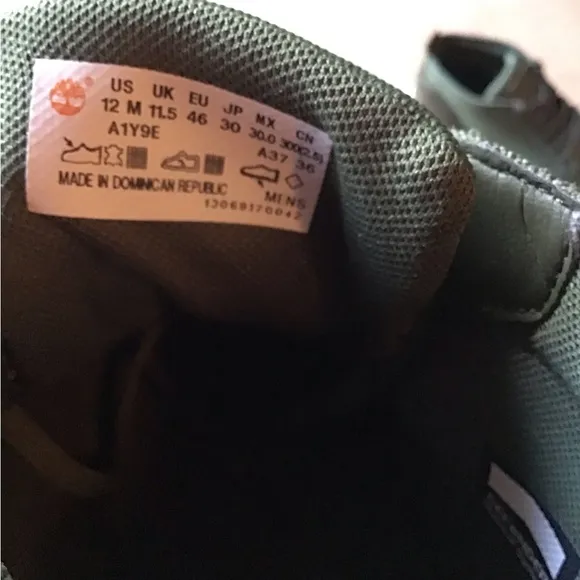 US UK EU JP MX CN
12 M 11.5 46 30 30.0 300(2.5)
A1Y9E A37 36
MADE IN DOMINICAN REPUBLIC MENS
13069170042